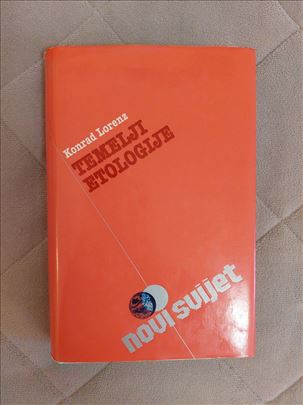 Konrad Lorenz
TEMELJI
ETOLOGIJE
novi svijet